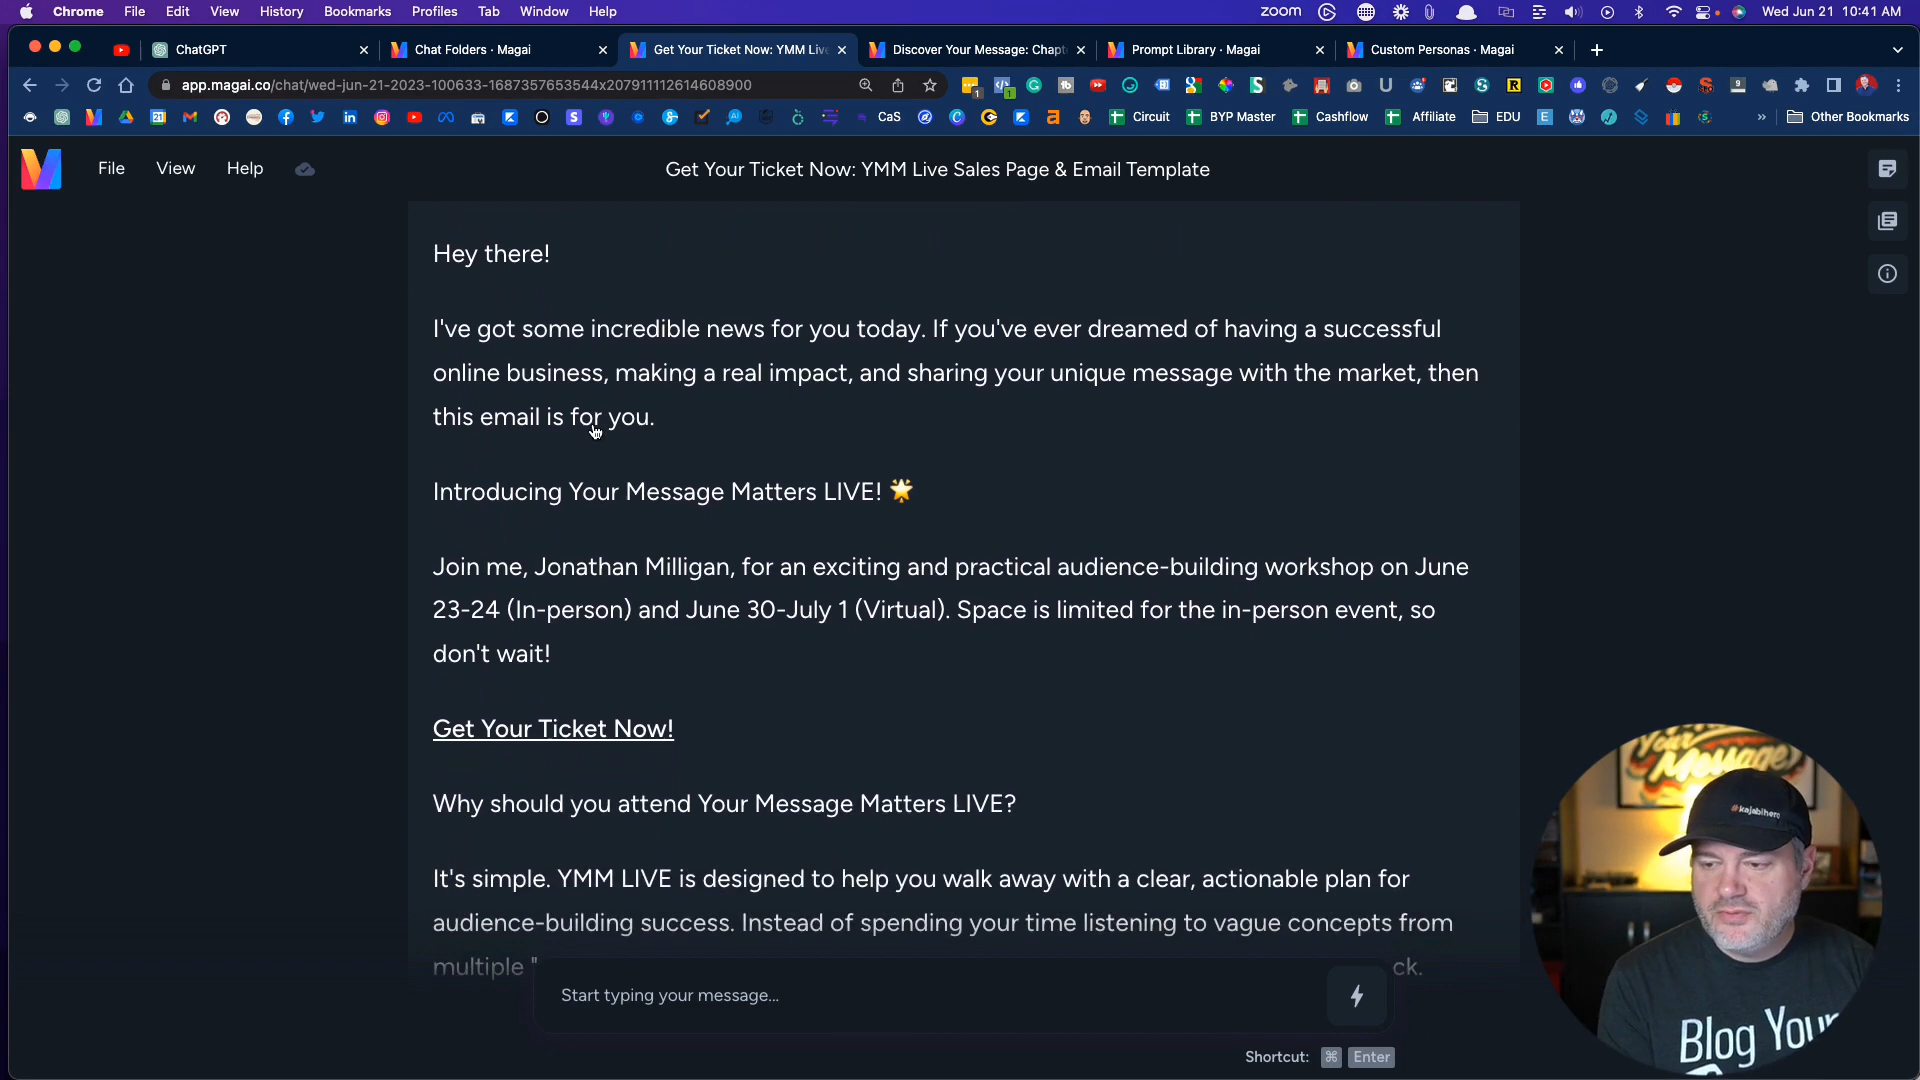 Chrome File Edit View History Bookmarks Profiles Tab Window Help zoom Wed Jun 21 10:41 AM
ChatGPT Chat Folders · Magai Get Your Ticket Now: YMM Liv Discover Your Message: Chapt Prompt Library · Magai Custom Personas · Magai
app.magai.co/chat/wed-jun-21-2023-100633-1687357653544x207911112614608900
CaS Circuit BYP Master Cashflow Affiliate EDU Other Bookmarks
File View Help Get Your Ticket Now: YMM Live Sales Page & Email Template
Hey there!
I've got some incredible news for you today. If you've ever dreamed of having a successful
online business, making a real impact, and sharing your unique message with the market, then
this email is for you.
Introducing Your Message Matters LIVE! 🌟
Join me, Jonathan Milligan, for an exciting and practical audience-building workshop on June
23-24 (In-person) and June 30-July 1 (Virtual). Space is limited for the in-person event, so
don't wait!
Get Your Ticket Now!
Why should you attend Your Message Matters LIVE?
It's simple. YMM LIVE is designed to help you walk away with a clear, actionable plan for
audience-building success. Instead of spending your time listening to vague concepts from
multiple " ck.
Start typing your message...
Shortcut: ⌘ Enter
Your
Message
#kajabihero
Blog Your